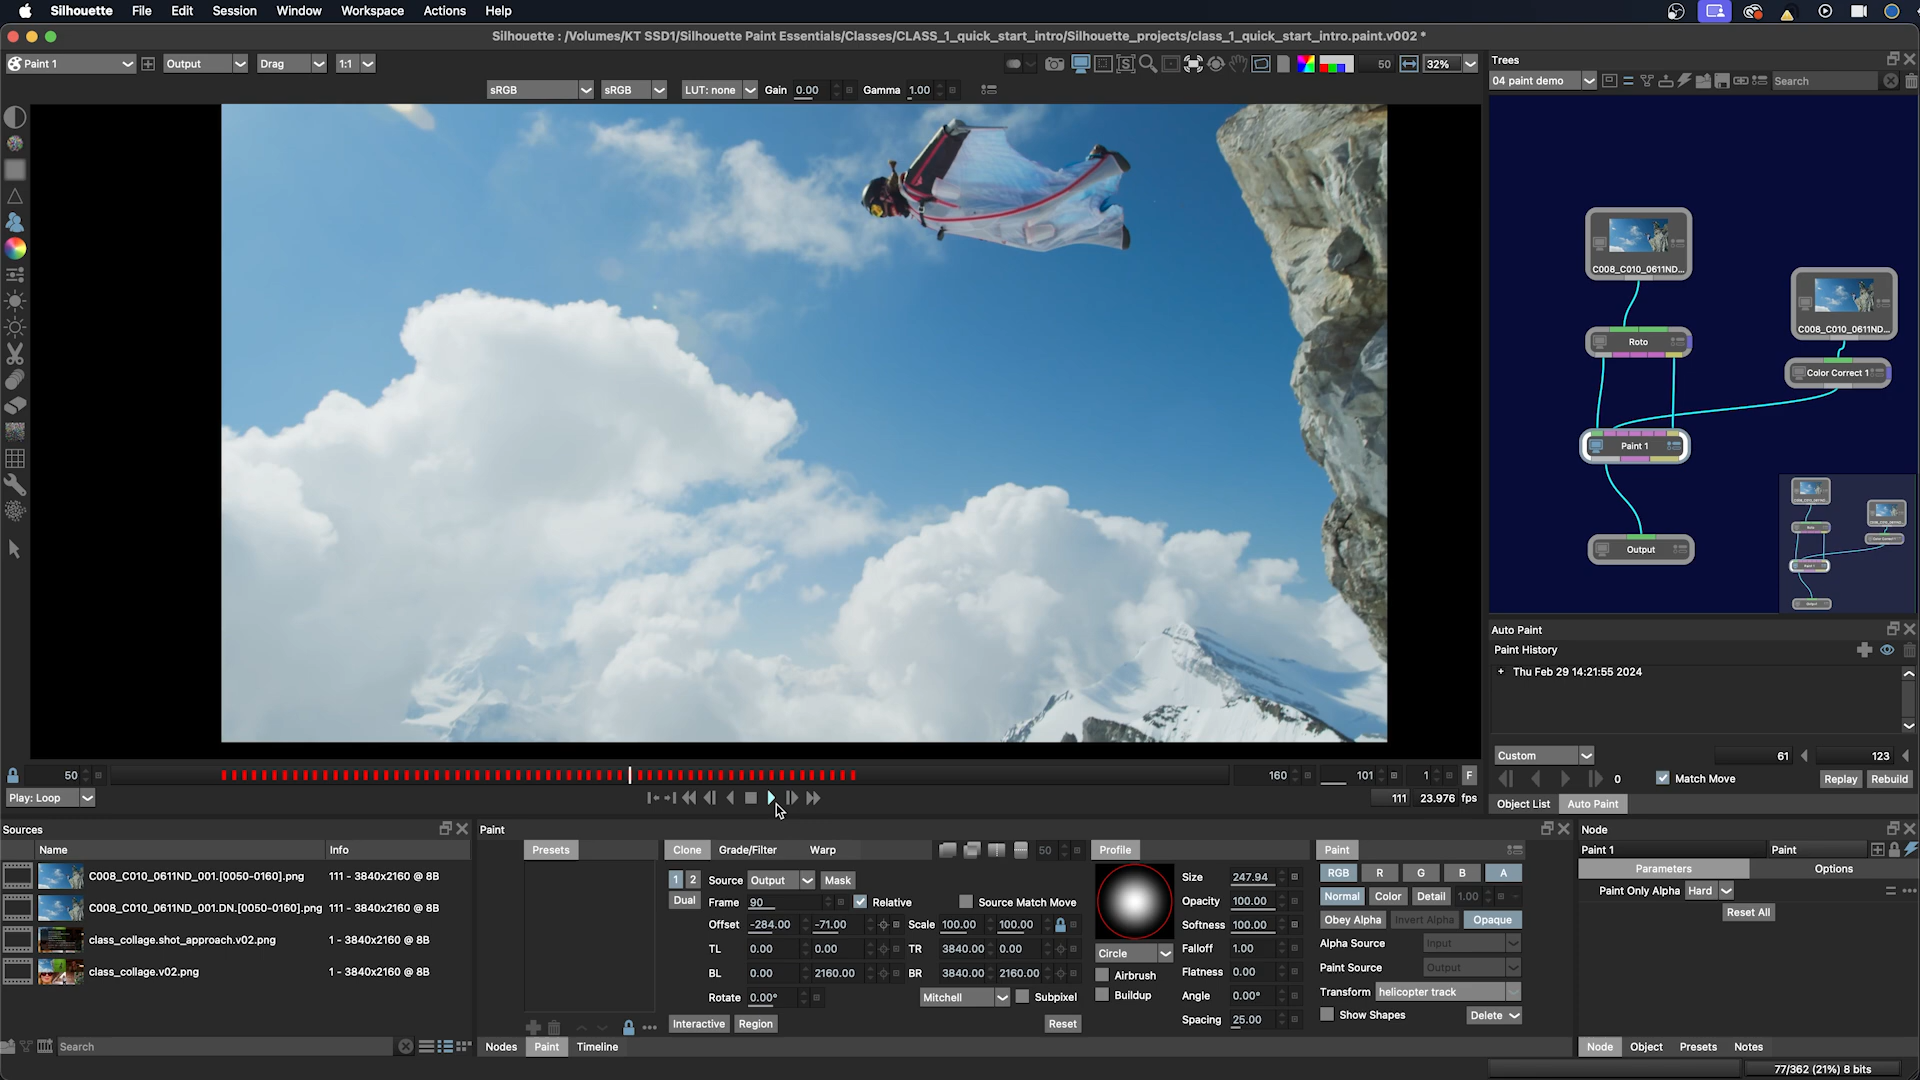 Silhouette File Edit Session Window Workspace Actions Help
Silhouette : /Volumes/KT SSD1/Silhouette Paint Essentials/Classes/CLASS_1_quick_start_intro/Silhouette_projects/class_1_quick_start_intro.paint.v002 *
Paint 1 Output Drag 1:1 50 32%
sRGB sRGB LUT: none Gain 0.00 Gamma 1.00
Trees
04 paint demo Search
C008_C010_0611ND...
C008_C010_0611ND...
Roto
Color Correct 1
Paint 1
Output
Auto Paint
Paint History
+ Thu Feb 29 14:21:55 2024
Custom 61 123
0 Match Move Replay Rebuild
Object List Auto Paint
50 160 101 1 F
Play: Loop 111 23.976 fps
Sources
Name Info
C008_C010_0611ND_001.[0050-0160].png 111 - 3840x2160 @ 8B
C008_C010_0611ND_001.DN.[0050-0160].png 111 - 3840x2160 @ 8B
class_collage.shot_approach.v02.png 1 - 3840x2160 @ 8B
class_collage.v02.png 1 - 3840x2160 @ 8B
Search
Paint
Presets
Clone Grade/Filter Warp 50
1 2 Source Output Mask
Dual Frame 90 Relative Source Match Move
Offset -284.00 -71.00 Scale 100.00 100.00
TL 0.00 0.00 TR 3840.00 0.00
BL 0.00 2160.00 BR 3840.00 2160.00
Rotate 0.00° Mitchell Subpixel
Interactive Region Reset
Nodes Paint Timeline
Profile
Circle
Airbrush
Buildup
Size 247.94
Opacity 100.00
Softness 100.00
Falloff 1.00
Flatness 0.00
Angle 0.00°
Spacing 25.00
Paint
RGB R G B A
Normal Color Detail 1.00
Obey Alpha Invert Alpha Opaque
Alpha Source Input
Paint Source Output
Transform helicopter track
Show Shapes Delete
Node
Paint 1 Paint
Parameters Options
Paint Only Alpha Hard
Reset All
Node Object Presets Notes
77/362 (21%) 8 bits